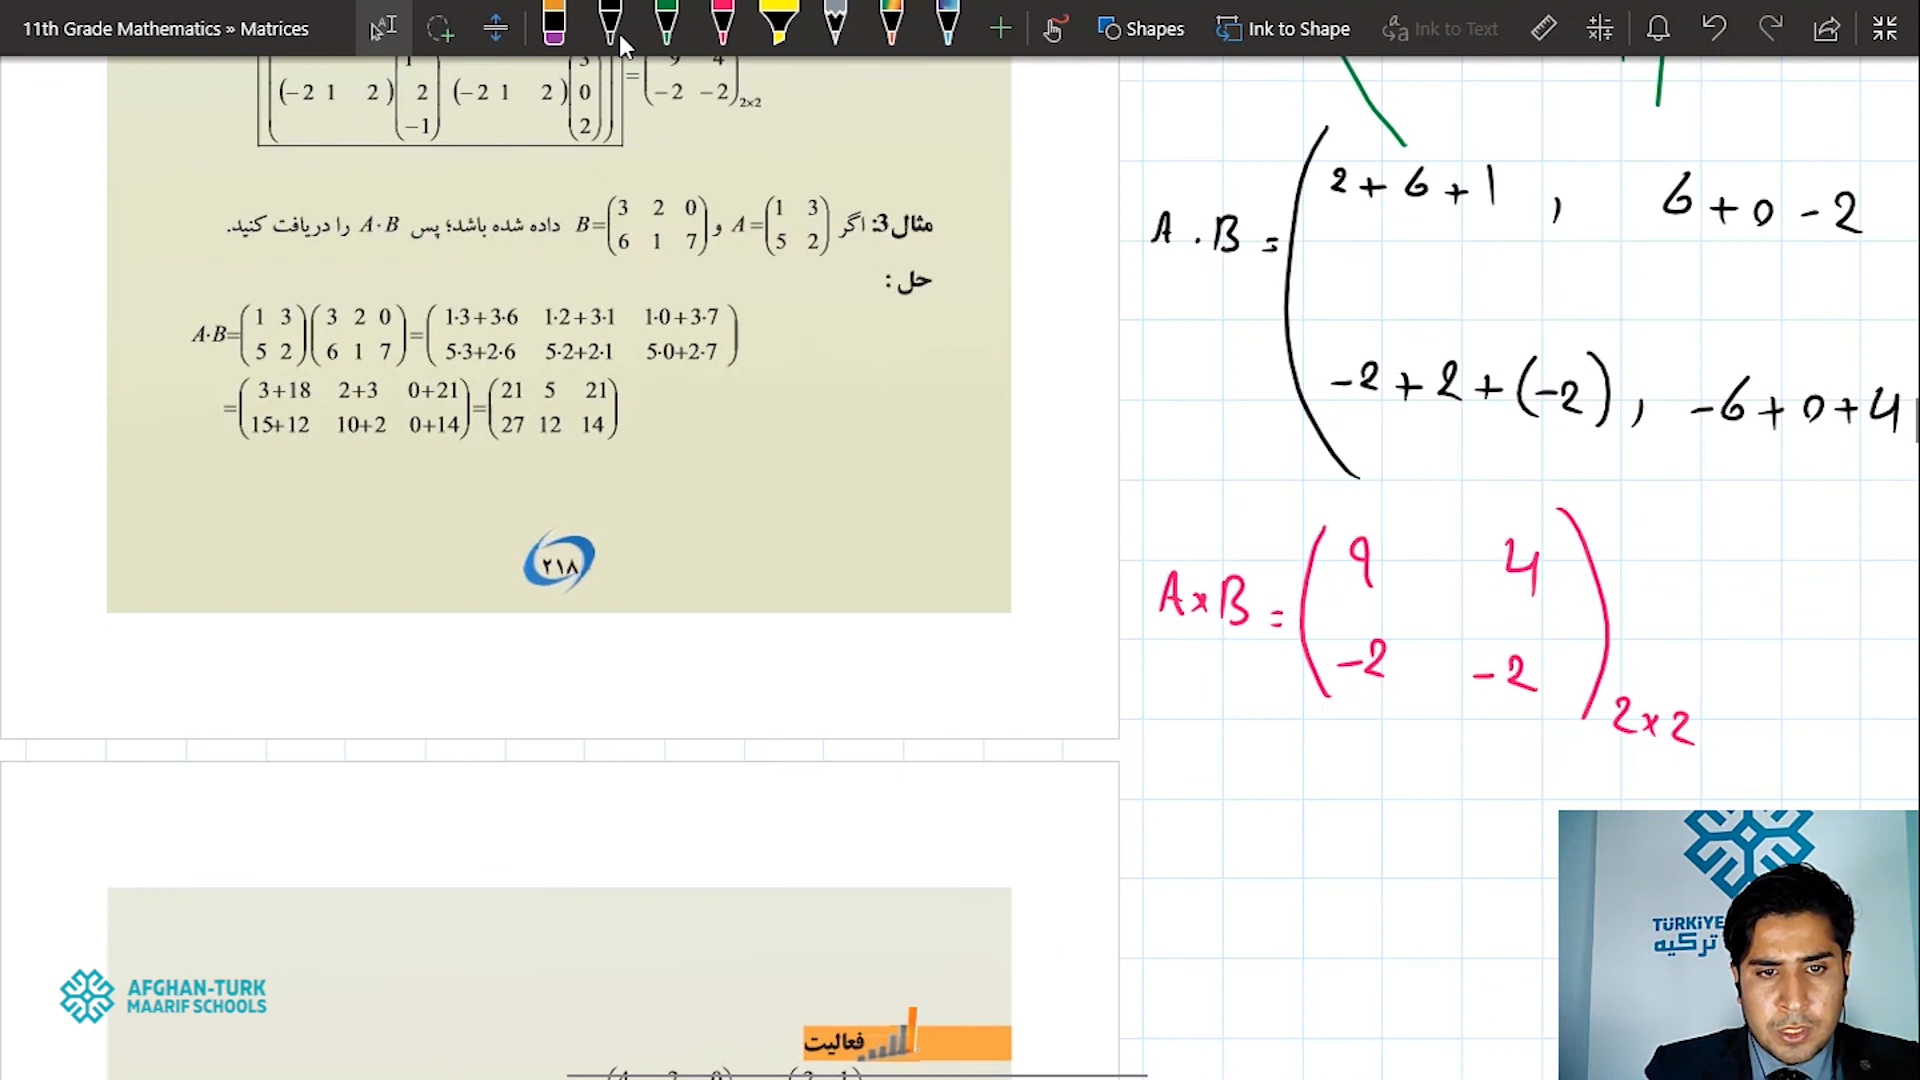 11th Grade Mathematics » Matrices
Shapes
Ink to Shape
Ink to Text
(-2 1 2) (1 2 -1) (-2 1 2) (3 0 2) = (9 4
-2 -2)2×2
مثال3: اگر A=(1 3 5 2) و B=(3 2 0 6 1 7) داده شده باشد؛ پس A·B را دریافت کنید.
حل :
A·B=(1 3 5 2)(3 2 0 6 1 7)=(1·3+3·6 1·2+3·1 1·0+3·7
5·3+2·6 5·2+2·1 5·0+2·7)
=(3+18 2+3 0+21
15+12 10+2 0+14)=(21 5 21
27 12 14)
۲۱۸
A . B = (2 + 6 + 1 , 6 + 0 - 2
-2 + 2 + (-2) , -6 + 0 + 4
A × B = (9 4
-2 -2)2×2
TÜRKİYE
ترکیه
AFGHAN-TURK
MAARIF SCHOOLS
فعالیت